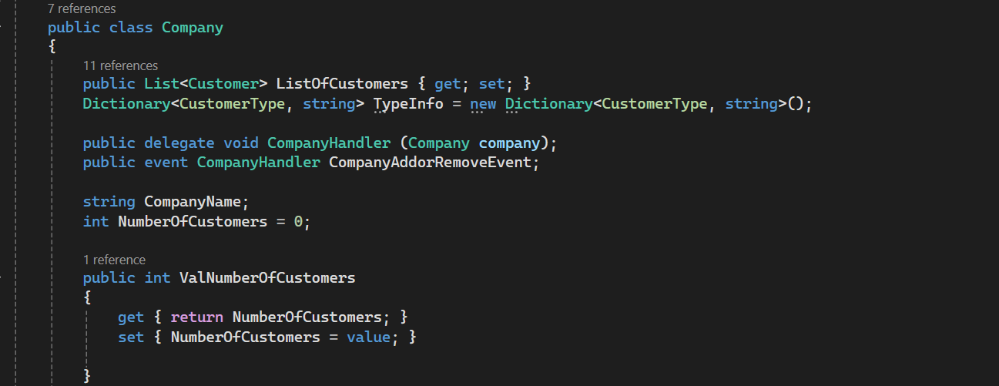 7 references
public class Company
{
11 references
public List<Customer> ListOfCustomers { get; set; }
Dictionary<CustomerType, string> TypeInfo = new Dictionary<CustomerType, string>();
public delegate void CompanyHandler (Company company);
public event CompanyHandler CompanyAddorRemoveEvent;
string CompanyName;
int NumberOfCustomers = 0;
1 reference
public int ValNumberOfCustomers
{
get { return NumberOfCustomers; }
set { NumberOfCustomers = value; }
}